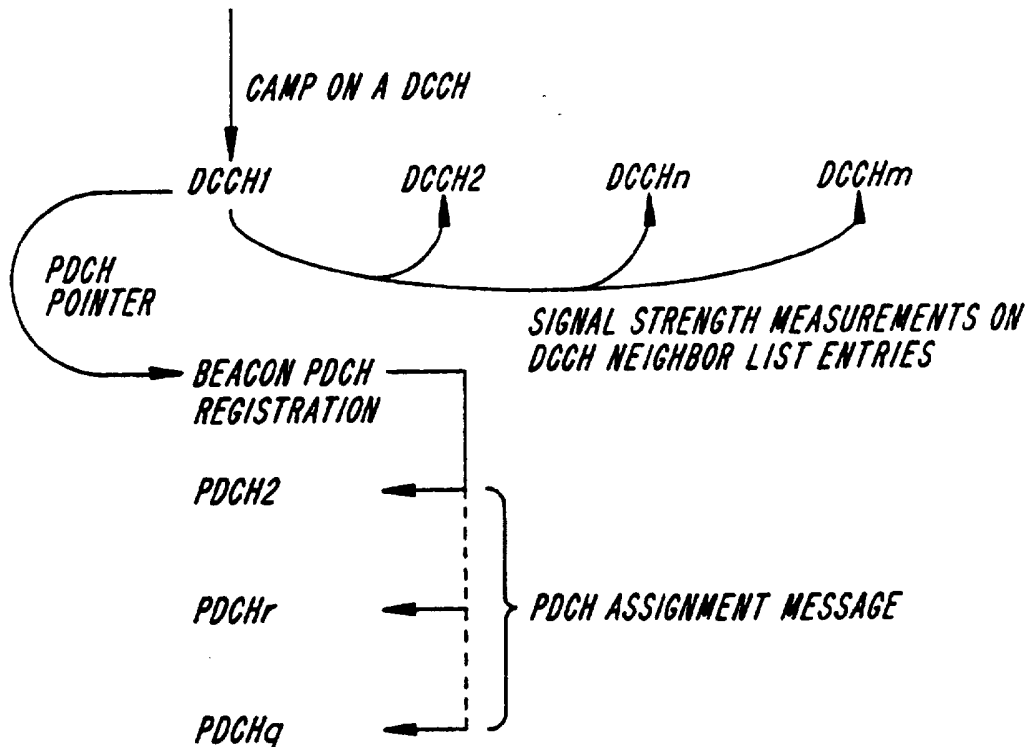 CAMP ON A DCCH
DCCH1 DCCH2 DCCHn DCCHm
PDCH
POINTER
SIGNAL STRENGTH MEASUREMENTS ON
DCCH NEIGHBOR LIST ENTRIES
BEACON PDCH
REGISTRATION
PDCH2
PDCHr
PDCH ASSIGNMENT MESSAGE
PDCHq